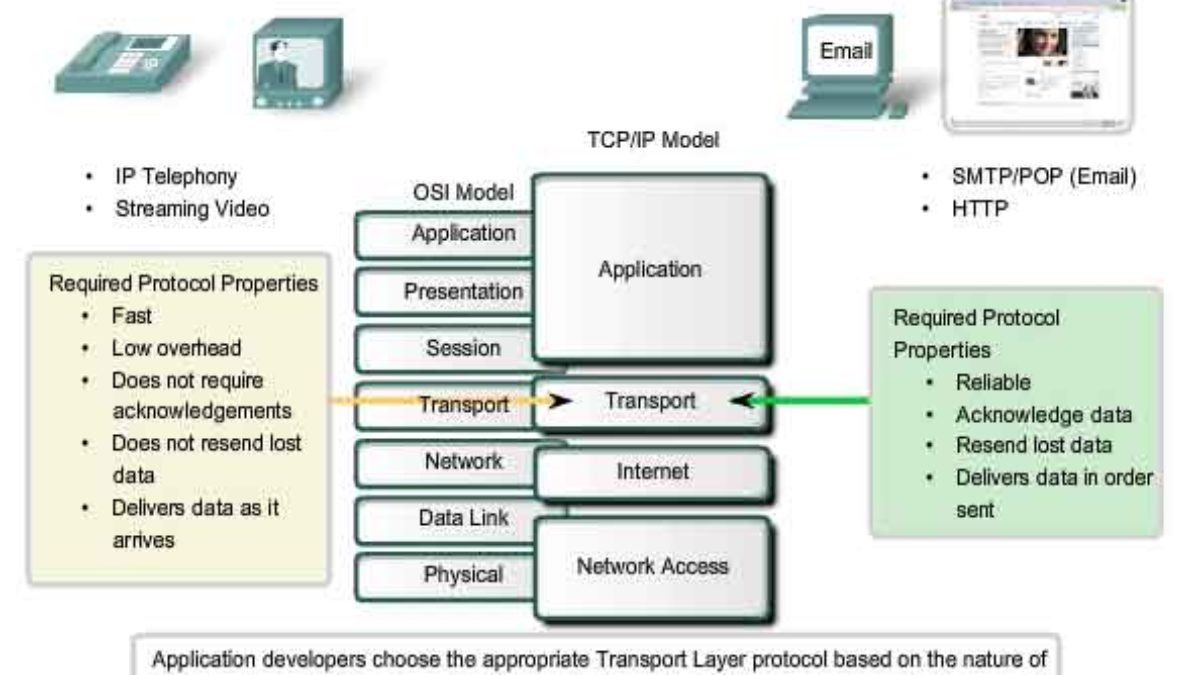 IP
Email
TCP/IP Model
• IP Telephony
• Streaming Video
OSI Model
• SMTP/POP (Email)
• HTTP
Required Protocol Properties
• Fast
• Low overhead
• Does not require
acknowledgements
• Does not resend lost
data
• Delivers data as it
arrives
Application
Presentation
Session
Transport
Network
Data Link
Physical
Application
Transport
Internet
Network Access
Required Protocol
Properties
• Reliable
• Acknowledge data
• Resend lost data
• Delivers data in order
sent
Application developers choose the appropriate Transport Layer protocol based on the nature of